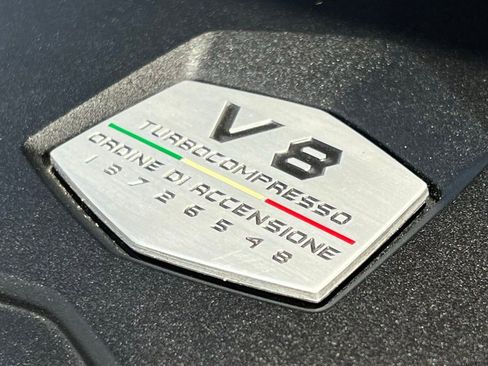 V8
TURBOCOMPRESSO
ORDINE DI ACCENSIONE
1 3 7 2 6 5 4 8